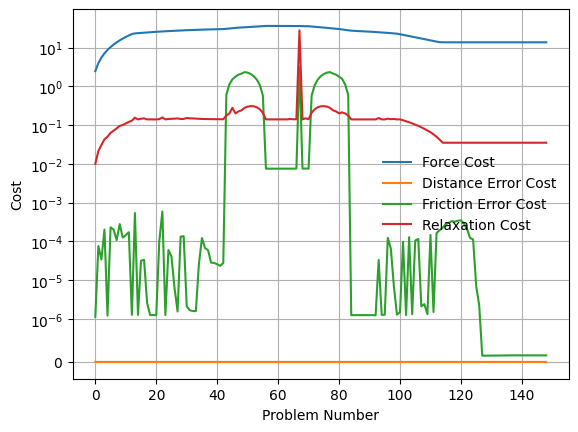 10¹
10⁰
10⁻¹
10⁻²
10⁻³
10⁻⁴
10⁻⁵
10⁻⁶
0
Cost
Force Cost
Distance Error Cost
Friction Error Cost
Relaxation Cost
0 20 40 60 80 100 120 140
Problem Number